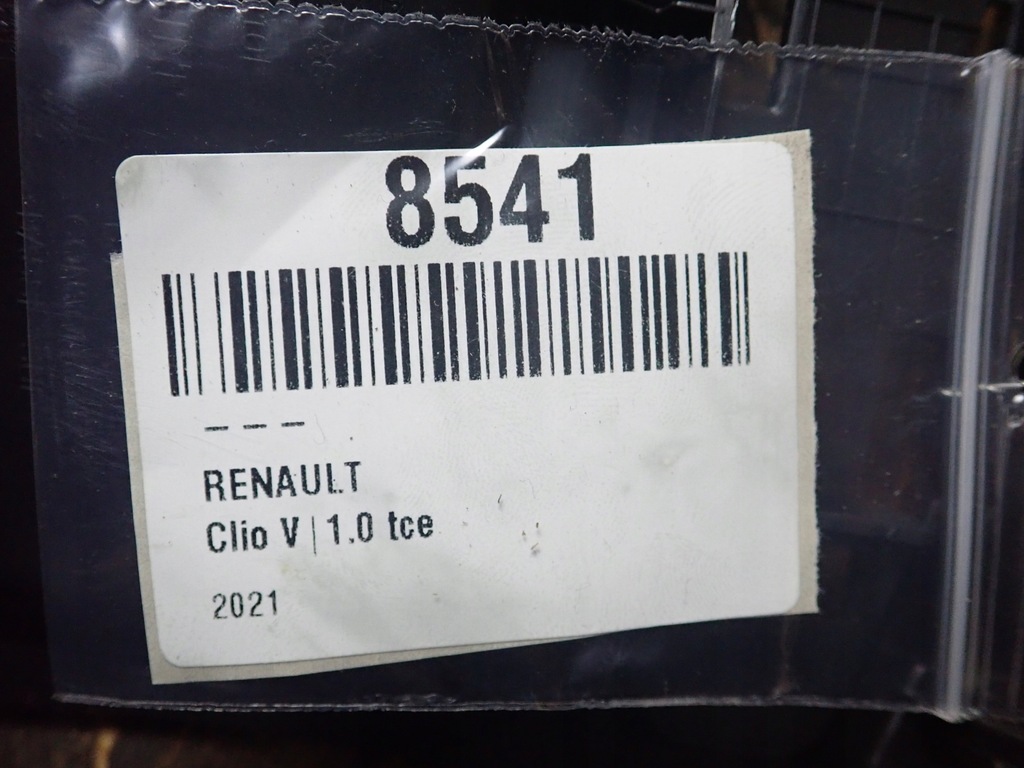 8541
---
RENAULT
Clio V | 1.0 tce
2021